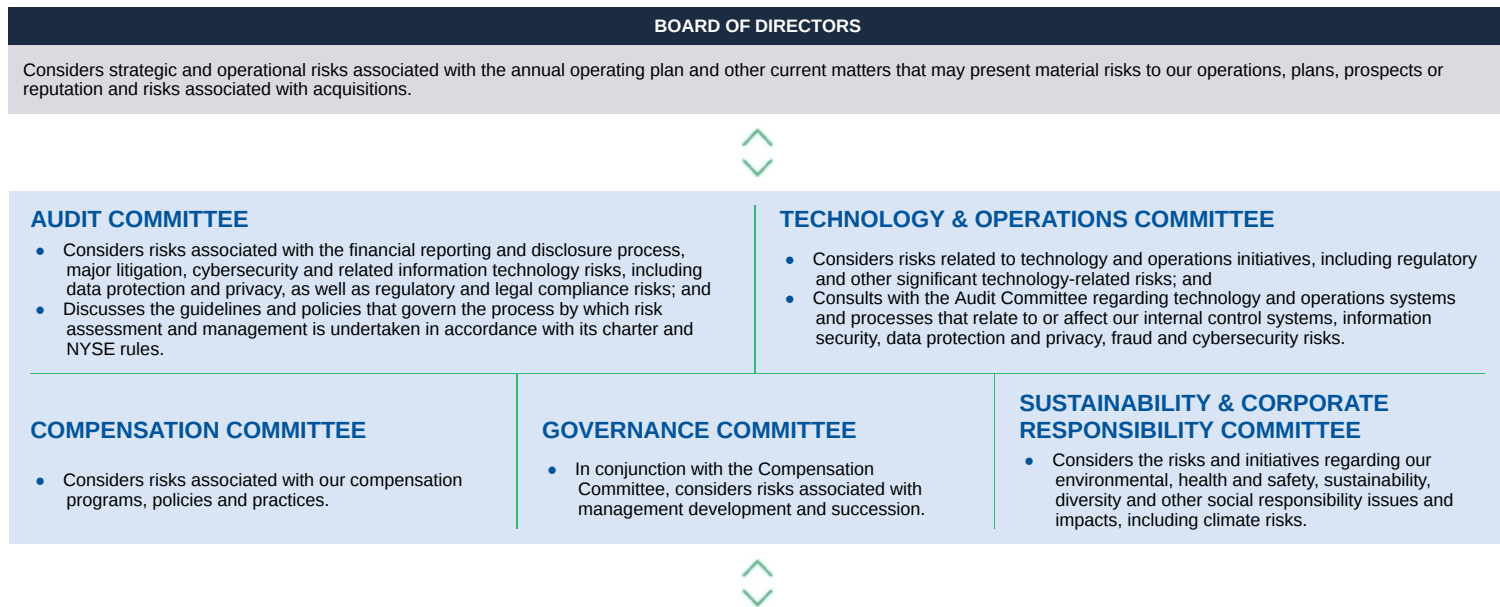 BOARD OF DIRECTORS
Considers strategic and operational risks associated with the annual operating plan and other current matters that may present material risks to our operations, plans, prospects or
reputation and risks associated with acquisitions.
AUDIT COMMITTEE
● Considers risks associated with the financial reporting and disclosure process,
major litigation, cybersecurity and related information technology risks, including
data protection and privacy, as well as regulatory and legal compliance risks; and
● Discusses the guidelines and policies that govern the process by which risk
assessment and management is undertaken in accordance with its charter and
NYSE rules.
TECHNOLOGY & OPERATIONS COMMITTEE
● Considers risks related to technology and operations initiatives, including regulatory
and other significant technology-related risks; and
● Consults with the Audit Committee regarding technology and operations systems
and processes that relate to or affect our internal control systems, information
security, data protection and privacy, fraud and cybersecurity risks.
COMPENSATION COMMITTEE
● Considers risks associated with our compensation
programs, policies and practices.
GOVERNANCE COMMITTEE
● In conjunction with the Compensation
Committee, considers risks associated with
management development and succession.
SUSTAINABILITY & CORPORATE
RESPONSIBILITY COMMITTEE
● Considers the risks and initiatives regarding our
environmental, health and safety, sustainability,
diversity and other social responsibility issues and
impacts, including climate risks.